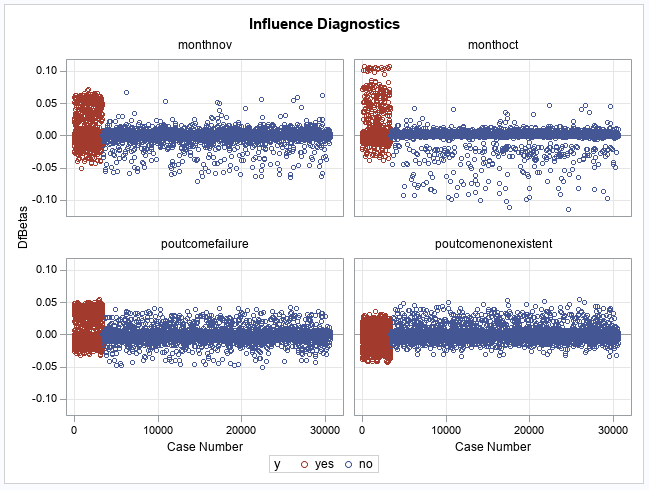 Influence Diagnostics
monthnov
monthoct
0.10
0.05
0.00
-0.05
-0.10
DfBetas
poutcomefailure
poutcomenonexistent
0.10
0.05
0.00
-0.05
-0.10
0 10000 20000 30000
0 10000 20000 30000
Case Number
Case Number
y yes no